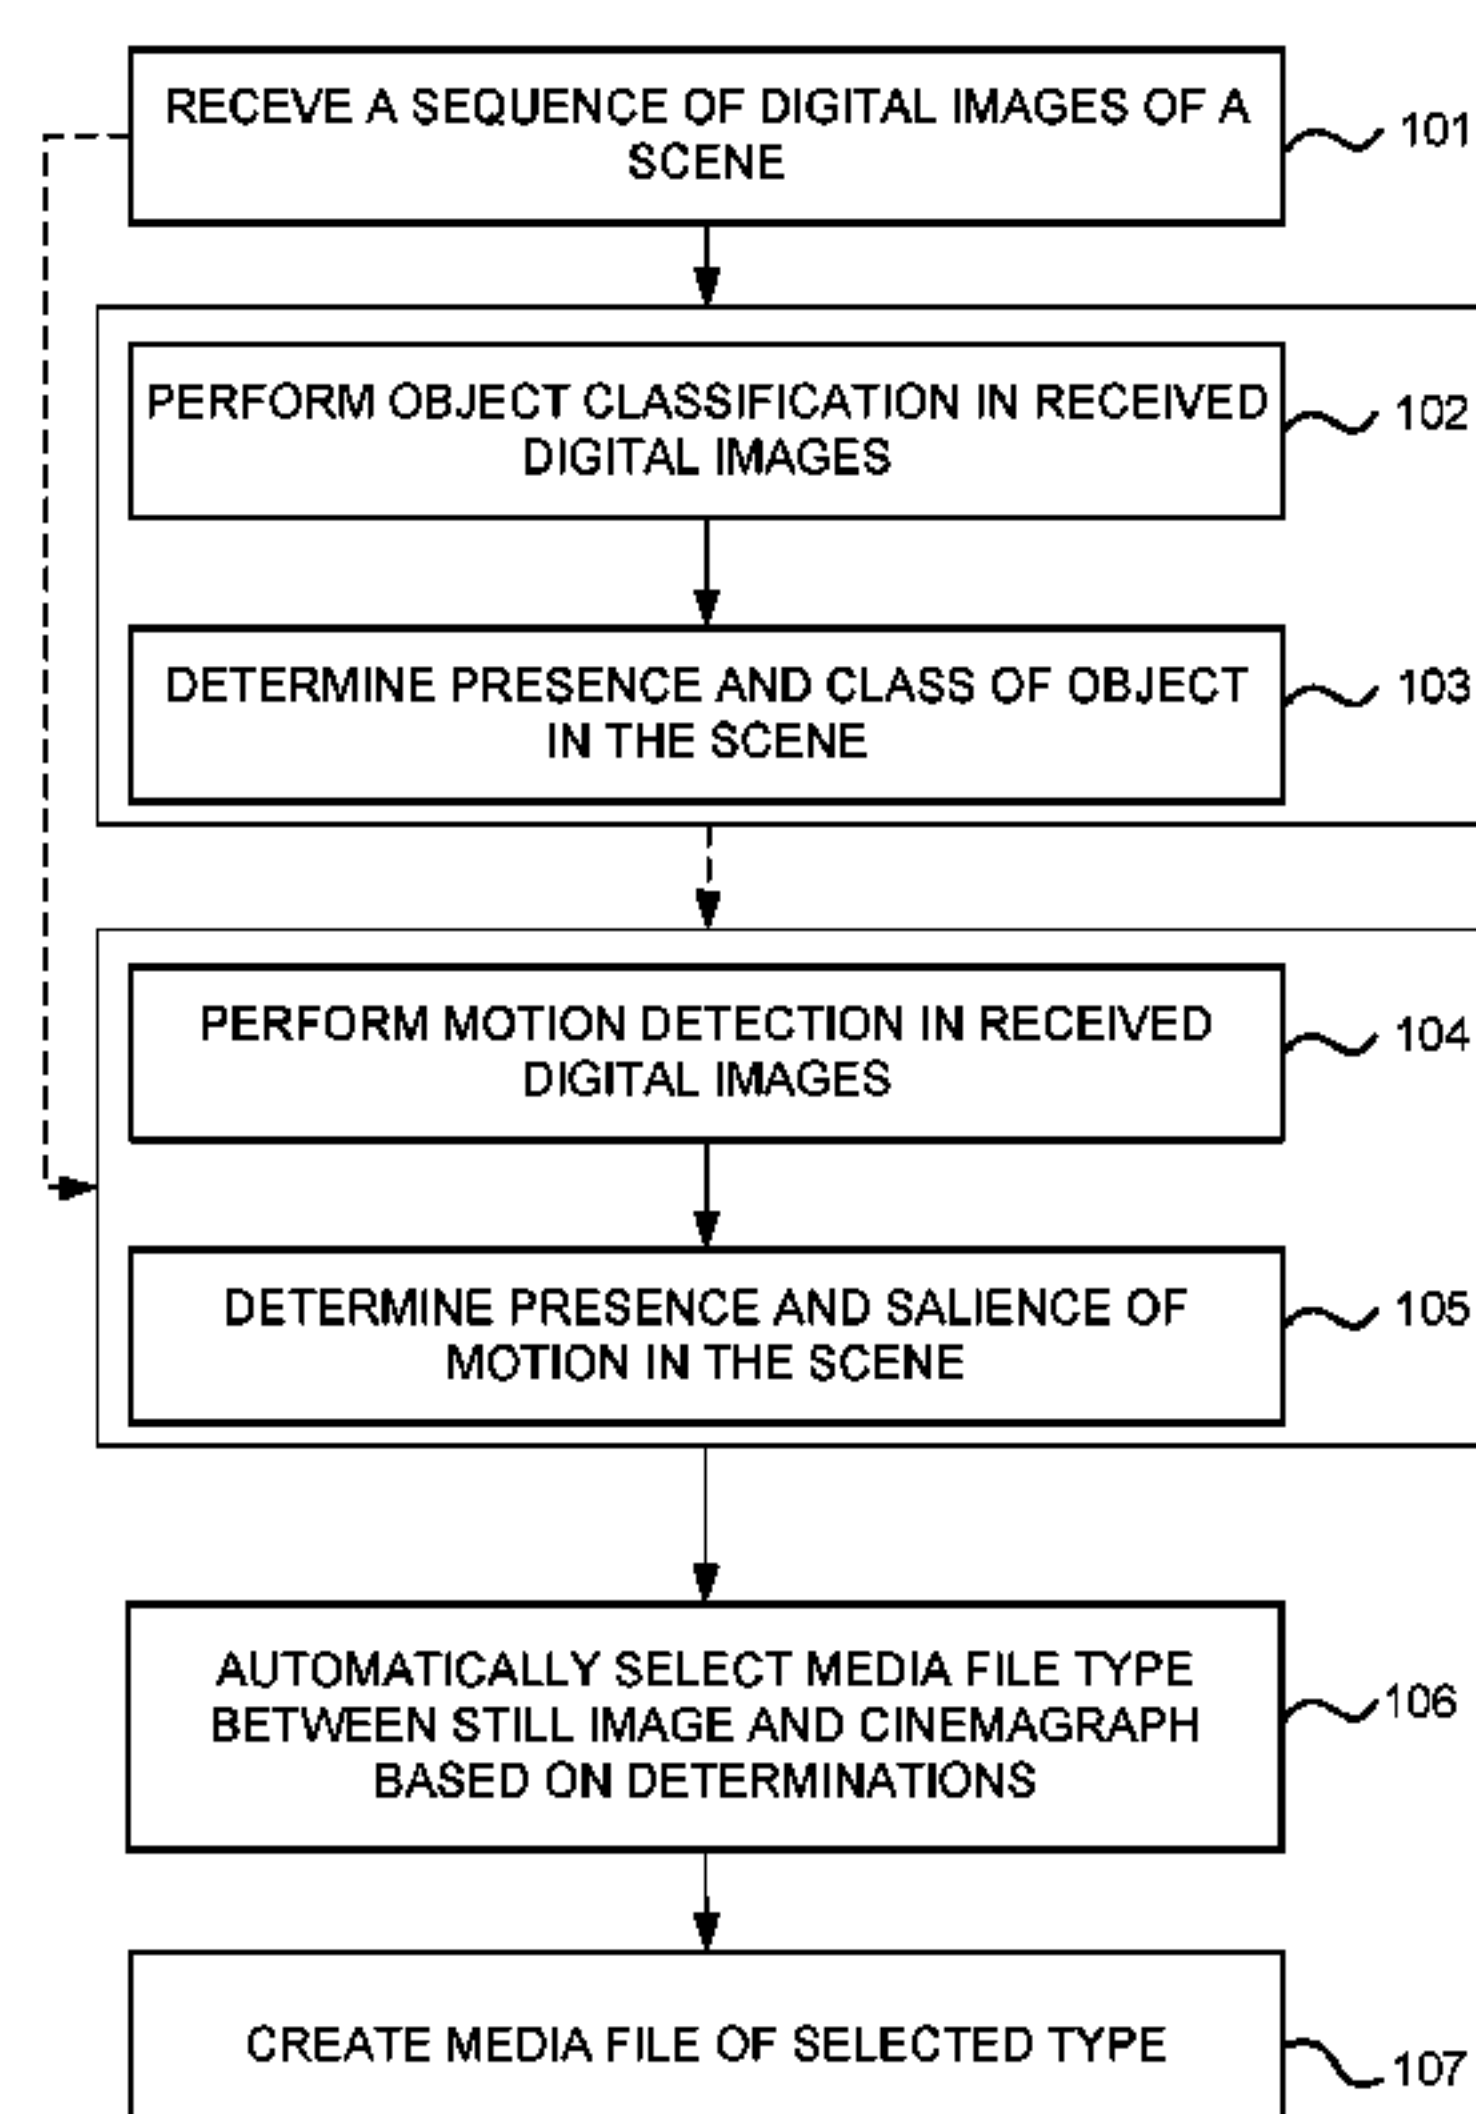 RECEVE A SEQUENCE OF DIGITAL IMAGES OF A
SCENE
101
PERFORM OBJECT CLASSIFICATION IN RECEIVED
DIGITAL IMAGES
102
DETERMINE PRESENCE AND CLASS OF OBJECT
IN THE SCENE
103
PERFORM MOTION DETECTION IN RECEIVED
DIGITAL IMAGES
104
DETERMINE PRESENCE AND SALIENCE OF
MOTION IN THE SCENE
105
AUTOMATICALLY SELECT MEDIA FILE TYPE
BETWEEN STILL IMAGE AND CINEMAGRAPH
BASED ON DETERMINATIONS
106
CREATE MEDIA FILE OF SELECTED TYPE
107